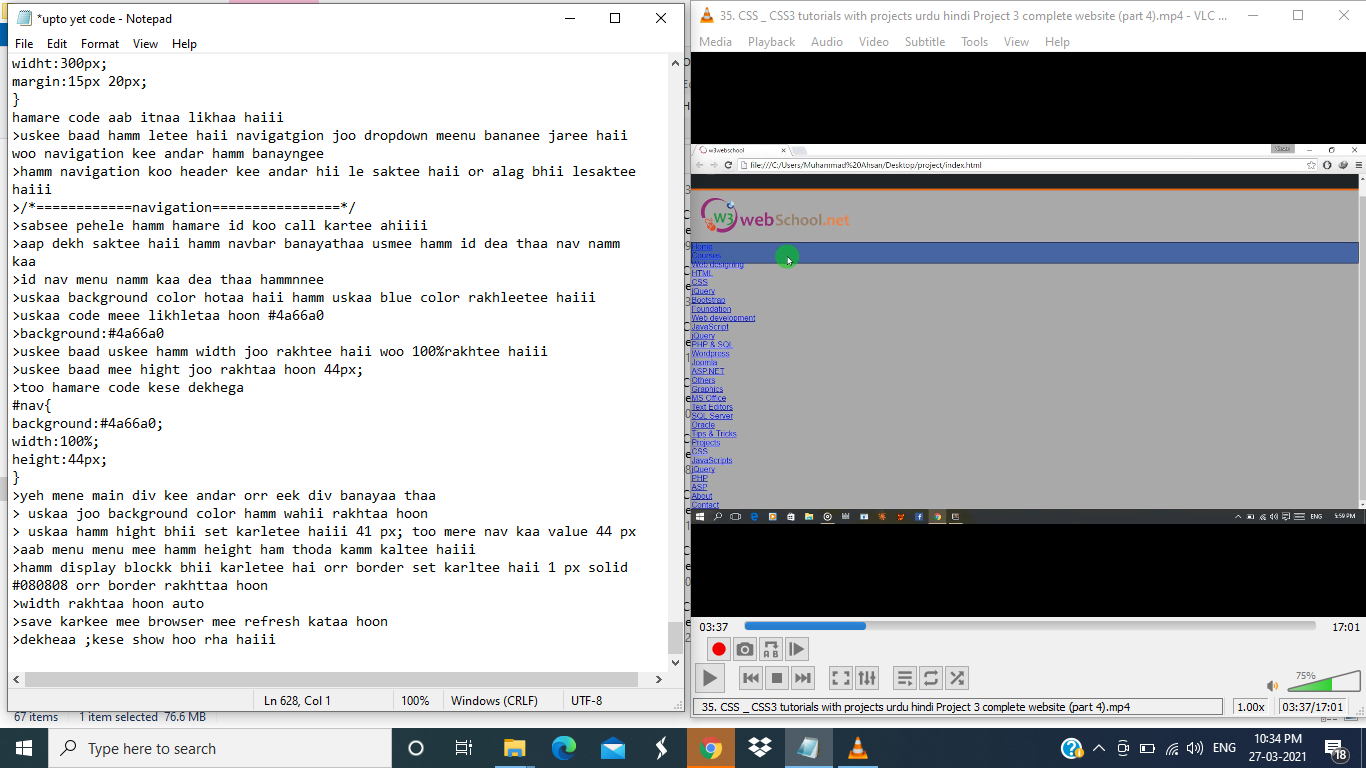 *upto yet code - Notepad
File Edit Format View Help
widht:300px;
margin:15px 20px;
}
hamare code aab itnaa likhaa haiii
>uskee baad hamm letee haii navigatgion joo dropdown meenu bananee jaree haii
woo navigation kee andar hamm banayngee
>hamm navigation koo header kee andar hii le saktee haii or alag bhii lesaktee
haiii
>/*============navigation================*/
>sabsee pehele hamm hamare id koo call kartee ahiiii
>aap dekh saktee haii hamm navbar banayathaa usmee hamm id dea thaa nav namm
kaa
>id nav menu namm kaa dea thaa hammnnee
>uskaa background color hotaa haii hamm uskaa blue color rakhleetee haiii
>uskaa code meee likhletaa hoon #4a66a0
>background:#4a66a0
>uskee baad uskee hamm width joo rakhtee haii woo 100%rakhtee haiii
>uskee baad mee hight joo rakhtaa hoon 44px;
>too hamare code kese dekhega
#nav{
background:#4a66a0;
width:100%;
height:44px;
}
>yeh mene main div kee andar orr eek div banayaa thaa
> uskaa joo background color hamm wahii rakhtaa hoon
> uskaa hamm hight bhii set karletee haiii 41 px; too mere nav kaa value 44 px
>aab menu menu mee hamm height ham thoda kamm kaltee haiii
>hamm display blockk bhii karletee hai orr border set karltee haii 1 px solid
#080808 orr border rakhttaa hoon
>width rakhtaa hoon auto
>save karkee mee browser mee refresh kataa hoon
>dekheaa ;kese show hoo rha haiii
Ln 628, Col 1 100% Windows (CRLF) UTF-8
67 items 1 item selected 76.6 MB
35. CSS _ CSS3 tutorials with projects urdu hindi Project 3 complete website (part 4).mp4 - VLC ...
Media Playback Audio Video Subtitle Tools View Help
w3webschool
file:///C:/Users/Muhammad%20Ahsan/Desktop/project/index.html
W3 webSchool.net
Home
Courses
Web designing
HTML
CSS
jQuery
Bootstrap
Foundation
Web development
JavaScript
jQuery
PHP & SQL
Wordpress
Joomla
ASP.NET
Others
Graphics
MS Office
Text Editors
SQL Server
Oracle
Tips & Tricks
Projects
CSS
JavaScripts
jQuery
PHP
ASP
About
Contact
ENG 5:59 PM
03:37 17:01
A B
75%
35. CSS _ CSS3 tutorials with projects urdu hindi Project 3 complete website (part 4).mp4 1.00x 03:37/17:01
Type here to search
ENG 10:34 PM
27-03-2021
18